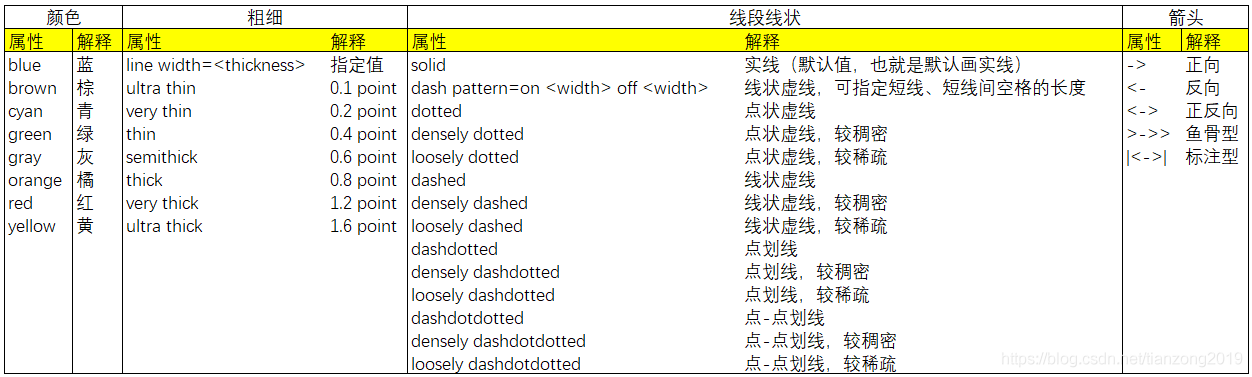 颜色 粗细 线段线状 箭头
属性 解释 属性 解释 属性 解释 属性 解释
blue 蓝 line width=<thickness> 指定值 solid 实线（默认值，也就是默认画实线） -> 正向
brown 棕 ultra thin 0.1 point dash pattern=on <width> off <width> 线状虚线，可指定短线、短线间空格的长度 <- 反向
cyan 青 very thin 0.2 point dotted 点状虚线 <-> 正反向
green 绿 thin 0.4 point densely dotted 点状虚线，较稠密 >->> 鱼骨型
gray 灰 semithick 0.6 point loosely dotted 点状虚线，较稀疏 |<->| 标注型
orange 橘 thick 0.8 point dashed 线状虚线
red 红 very thick 1.2 point densely dashed 线状虚线，较稠密
yellow 黄 ultra thick 1.6 point loosely dashed 线状虚线，较稀疏
dashdotted 点划线
densely dashdotted 点划线，较稠密
loosely dashdotted 点划线，较稀疏
dashdotdotted 点-点划线
densely dashdotdotted 点-点划线，较稠密
loosely dashdotdotted 点-点划线，较稀疏
https://blog.csdn.net/tianzong2019